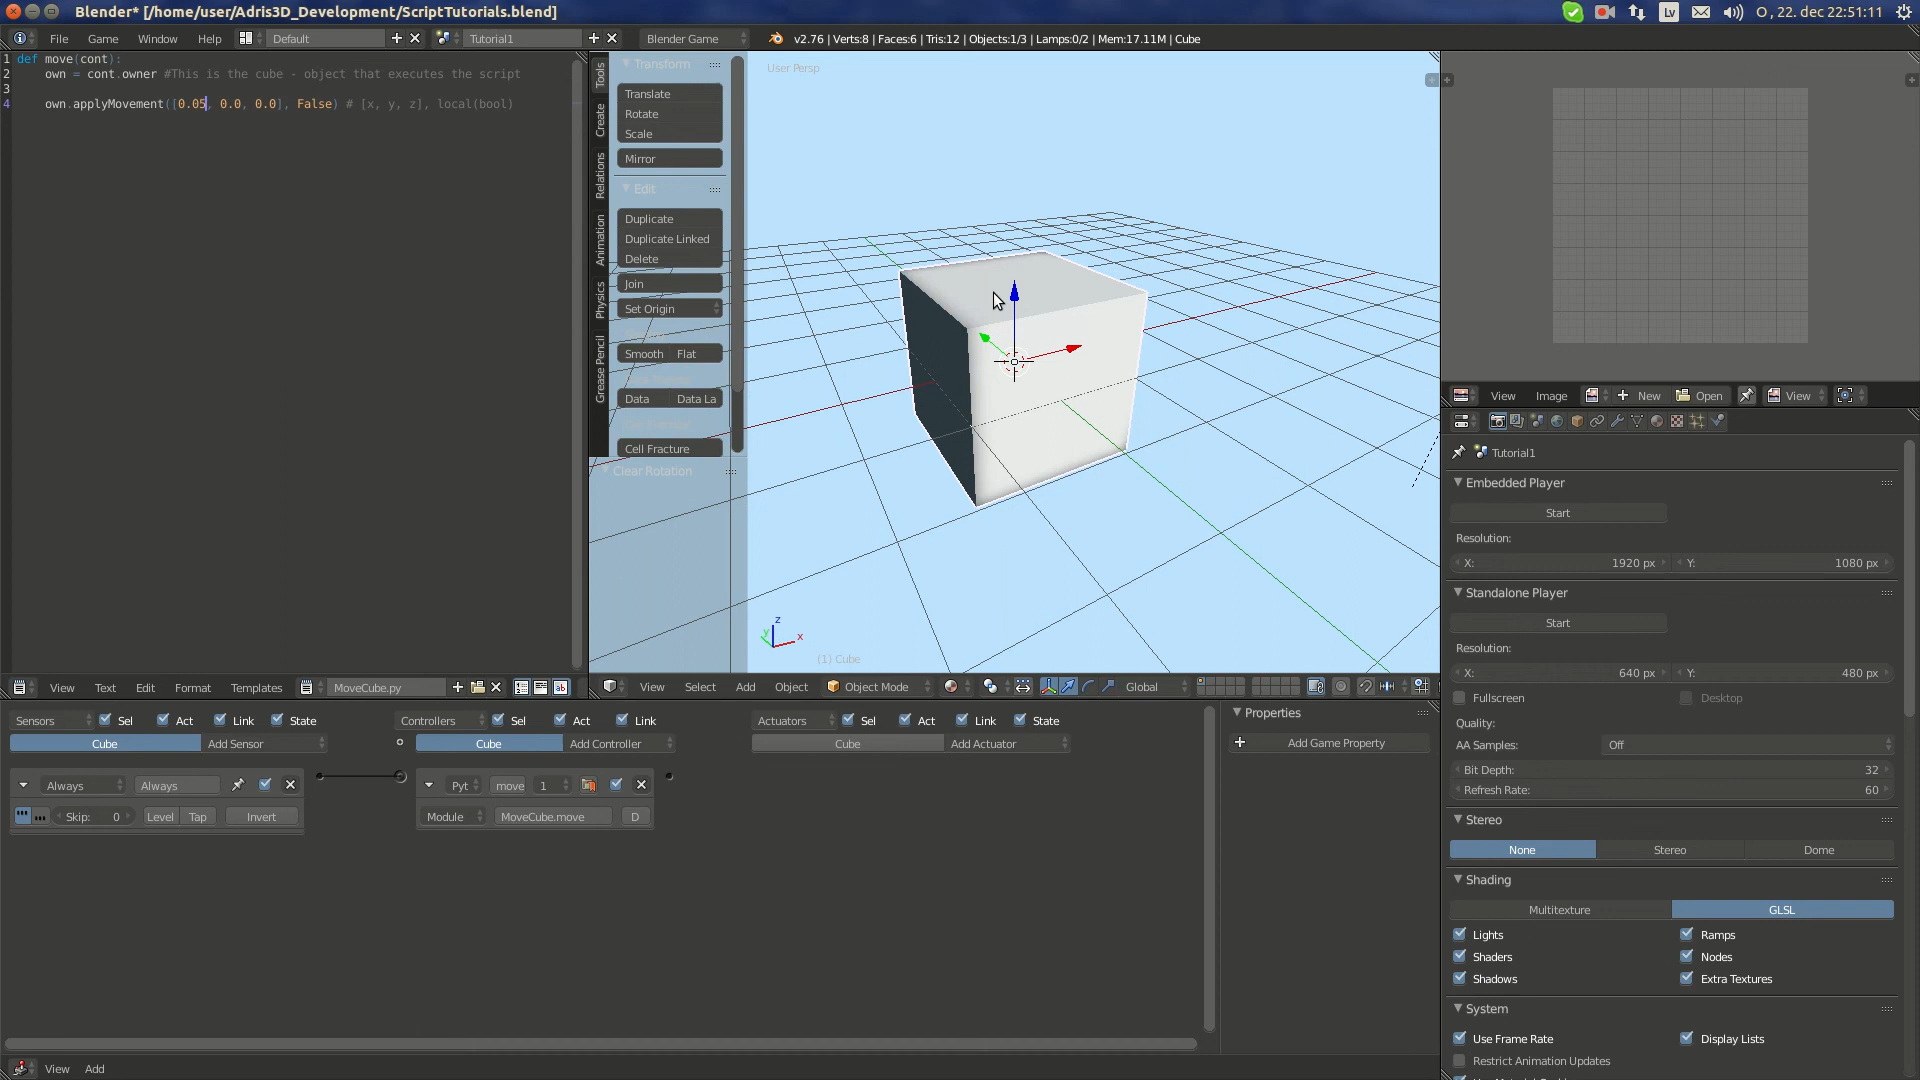 Blender* [/home/user/Adris3D_Development/ScriptTutorials.blend]
Lv
O , 22. dec 22:51:11
File Game Window Help Default Tutorial1 Blender Game v2.76 | Verts:8 | Faces:6 | Tris:12 | Objects:1/3 | Lamps:0/2 | Mem:17.11M | Cube
1 def move(cont):
2 own = cont.owner #This is the cube - object that executes the script
3
4 own.applyMovement([0.05, 0.0, 0.0], False) # [x, y, z], local(bool)
View Text Edit Format Templates MoveCube.py
Tools
Create
Relations
Animation
Physics
Grease Pencil
Transform
Translate
Rotate
Scale
Mirror
Edit
Duplicate
Duplicate Linked
Delete
Join
Set Origin
Smooth Flat
Data Data La
Cell Fracture
Clear Rotation
User Persp
z
y
x
(1) Cube
View Select Add Object Object Mode Global
View Image New Open View
Tutorial1
Embedded Player
Start
Resolution:
X: 1920 px Y: 1080 px
Standalone Player
Start
Resolution:
X: 640 px Y: 480 px
Fullscreen Desktop
Quality:
AA Samples: Off
Bit Depth: 32
Refresh Rate: 60
Stereo
None Stereo Dome
Shading
Multitexture GLSL
Lights Ramps
Shaders Nodes
Shadows Extra Textures
System
Use Frame Rate Display Lists
Restrict Animation Updates
Sensors Sel Act Link State
Cube Add Sensor
Always Always
Skip: 0 Level Tap Invert
Controllers Sel Act Link
Cube Add Controller
Pyt move 1
Module MoveCube.move D
Actuators Sel Act Link State
Cube Add Actuator
Properties
Add Game Property
View Add